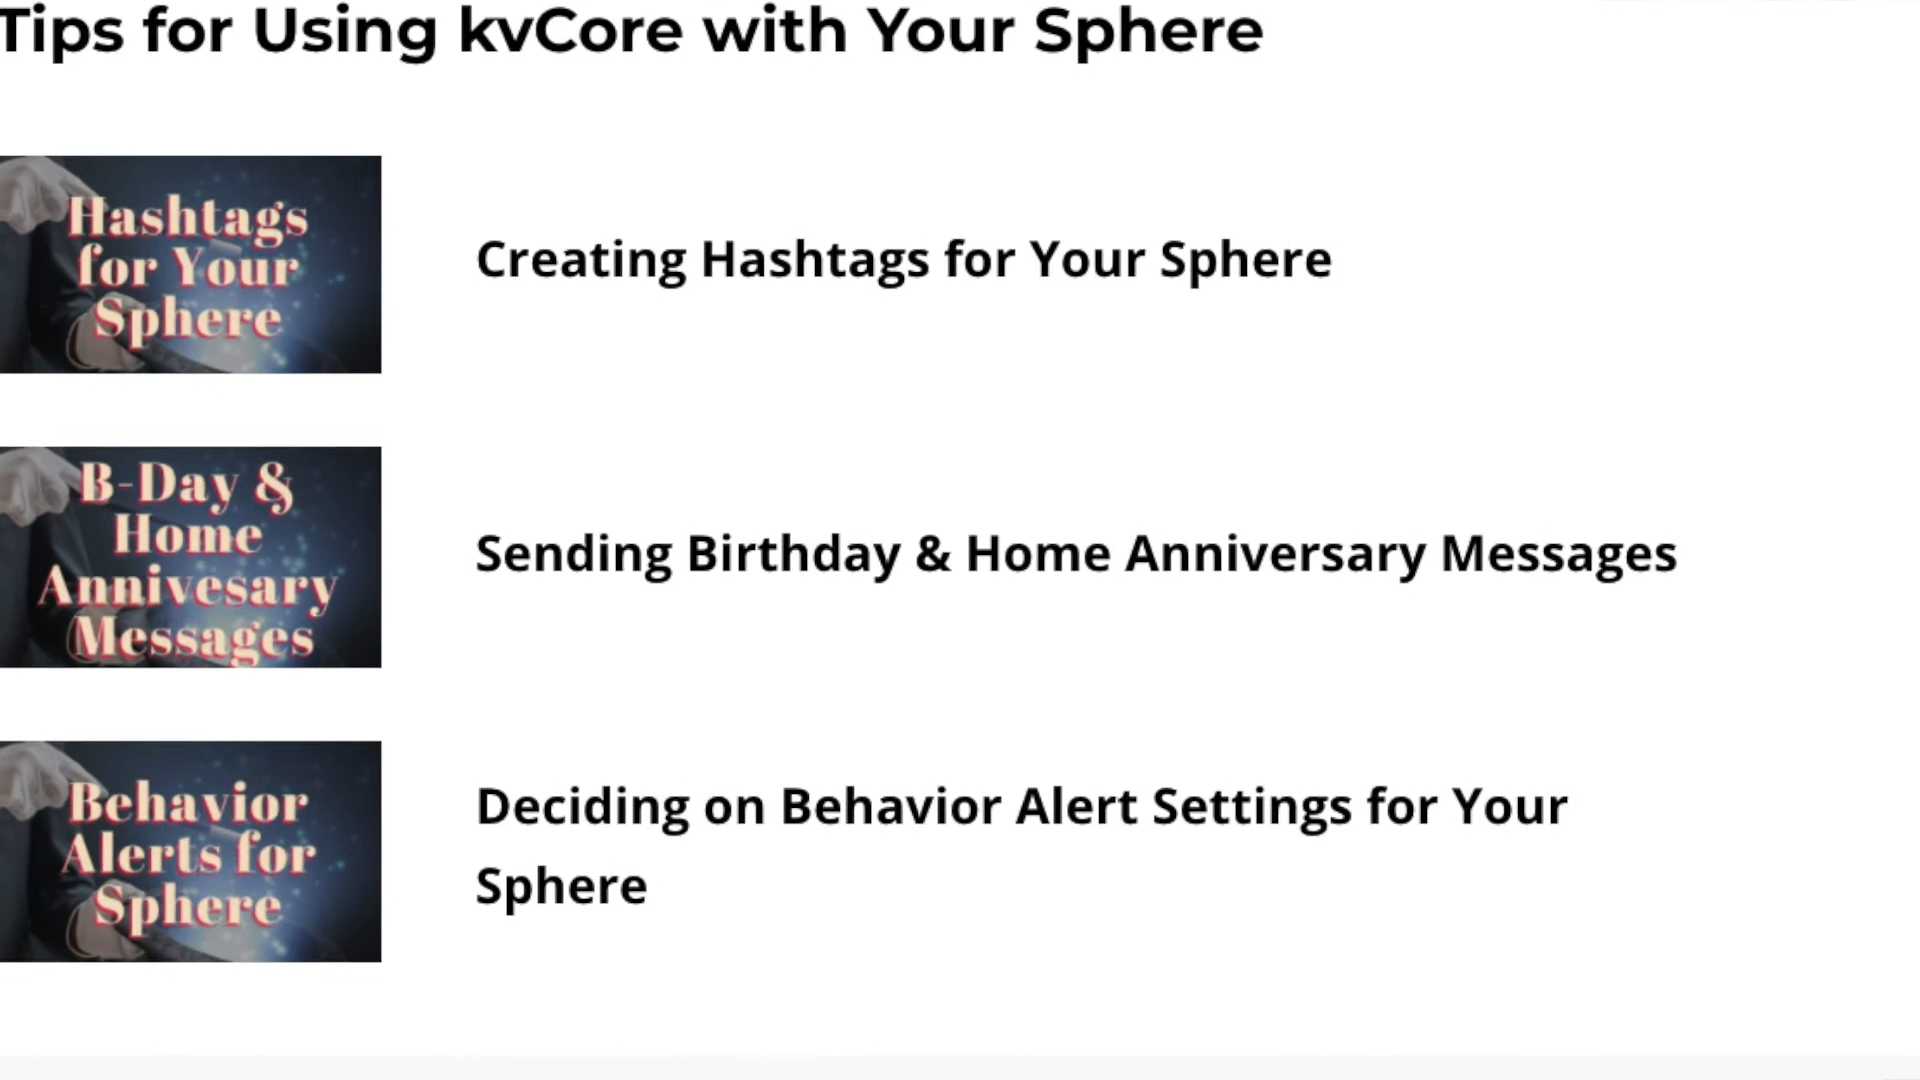 Tips for Using kvCore with Your Sphere
Hashtags
for Your
Sphere
Creating Hashtags for Your Sphere
B-Day &
Home
Annivesary
Messages
Sending Birthday & Home Anniversary Messages
Behavior
Alerts for
Sphere
Deciding on Behavior Alert Settings for Your
Sphere